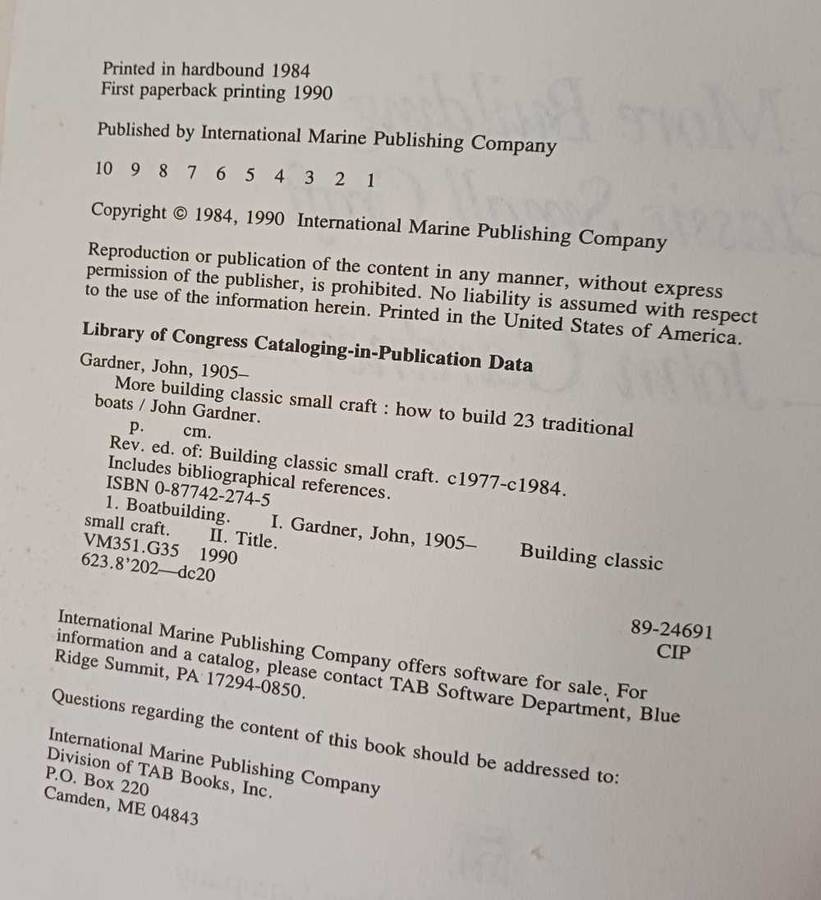 Printed in hardbound 1984
First paperback printing 1990
Published by International Marine Publishing Company
10 9 8 7 6 5 4 3 2 1
Copyright © 1984, 1990 International Marine Publishing Company
Reproduction or publication of the content in any manner, without express
permission of the publisher, is prohibited. No liability is assumed with respect
to the use of the information herein. Printed in the United States of America.
Library of Congress Cataloging-in-Publication Data
Gardner, John, 1905–
More building classic small craft : how to build 23 traditional
boats / John Gardner.
p. cm.
Rev. ed. of: Building classic small craft. c1977-c1984.
Includes bibliographical references.
ISBN 0-87742-274-5
1. Boatbuilding. I. Gardner, John, 1905– Building classic
small craft. II. Title.
VM351.G35 1990
623.8'202—dc20
89-24691
CIP
International Marine Publishing Company offers software for sale. For
information and a catalog, please contact TAB Software Department, Blue
Ridge Summit, PA 17294-0850.
Questions regarding the content of this book should be addressed to:
International Marine Publishing Company
Division of TAB Books, Inc.
P.O. Box 220
Camden, ME 04843